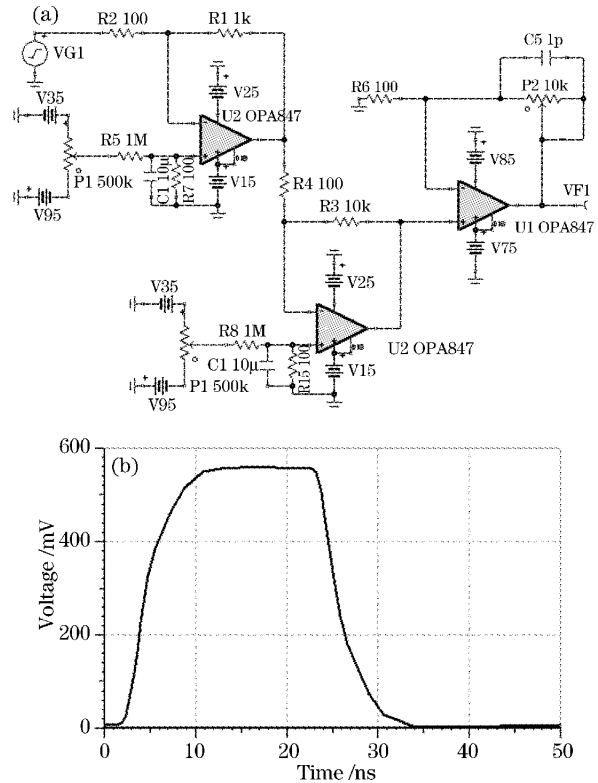 (a)
R2 100
R1 1k
VG1
V25
U2 OPA847
V35
R5 1M
C1 10μ
R7 100
V15
P1 500k
V95
R4 100
R3 10k
C5 1p
R6 100
P2 10k
V85
VF1
U1 OPA847
V75
V35
V25
R8 1M
U2 OPA847
C1 10μ
R15 100
V15
P1 500k
V95
(b)
600
400
200
0
Voltage /mV
0 10 20 30 40 50
Time /ns